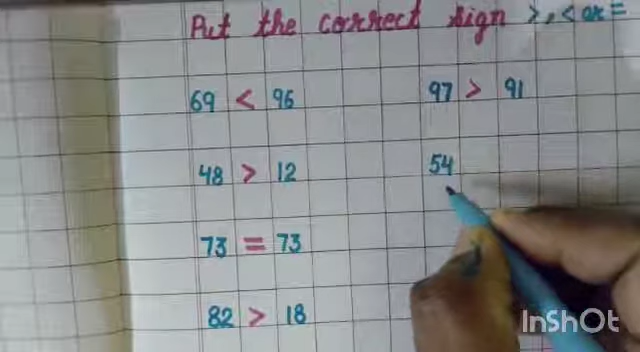 Put the correct sign >, < or =
69 < 96 97 > 91
48 > 12 54
73 = 73
82 > 18
InShOt